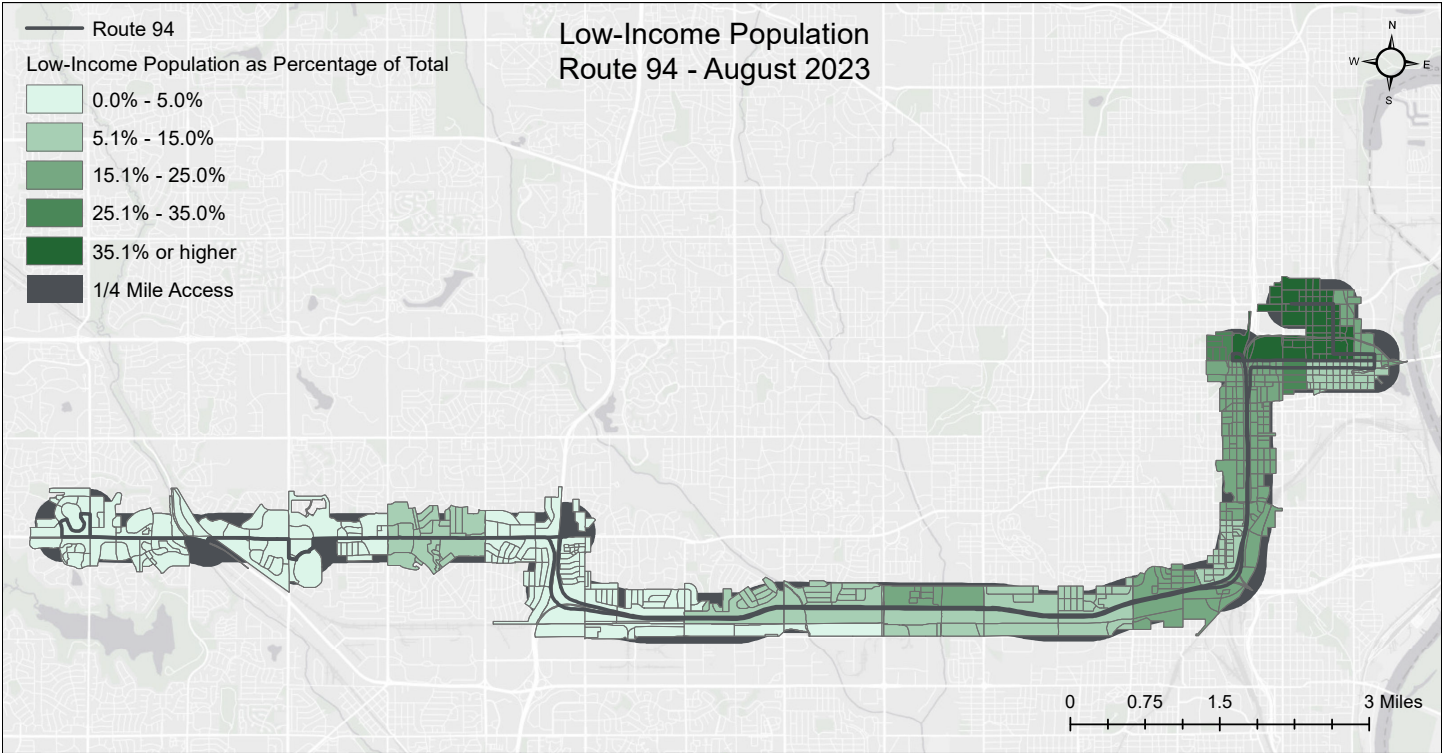 Low-Income Population
Route 94 - August 2023
Route 94
Low-Income Population as Percentage of Total
0.0% - 5.0%
5.1% - 15.0%
15.1% - 25.0%
25.1% - 35.0%
35.1% or higher
1/4 Mile Access
N
W E
S
0 0.75 1.5 3 Miles